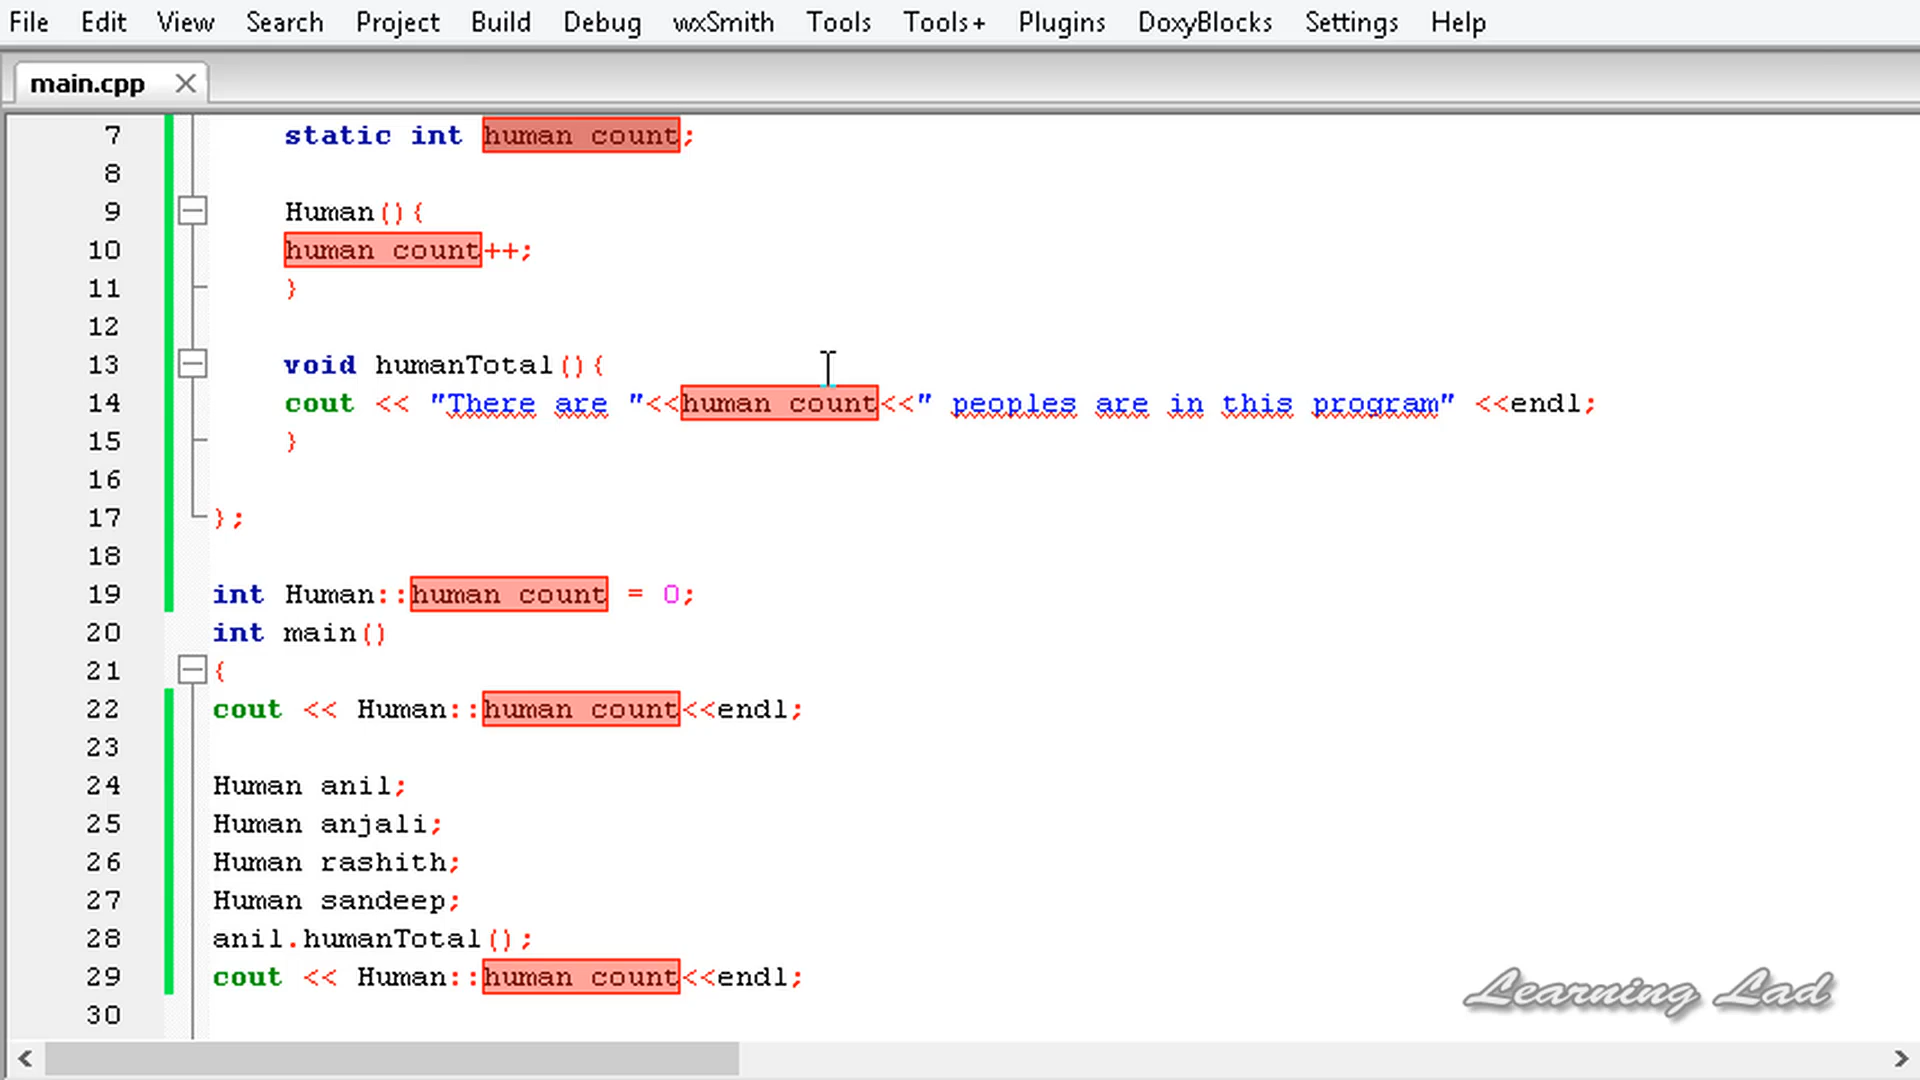 File Edit View Search Project Build Debug wxSmith Tools Tools+ Plugins DoxyBlocks Settings Help
main.cpp
7 static int human_count;
8
9 Human(){
10 human_count++;
11 }
12
13 void humanTotal(){
14 cout << "There are "<<human_count<<" peoples are in this program" <<endl;
15 }
16
17 };
18
19 int Human::human_count = 0;
20 int main()
21 {
22 cout << Human::human_count<<endl;
23
24 Human anil;
25 Human anjali;
26 Human rashith;
27 Human sandeep;
28 anil.humanTotal();
29 cout << Human::human_count<<endl;
30
Learning Lad